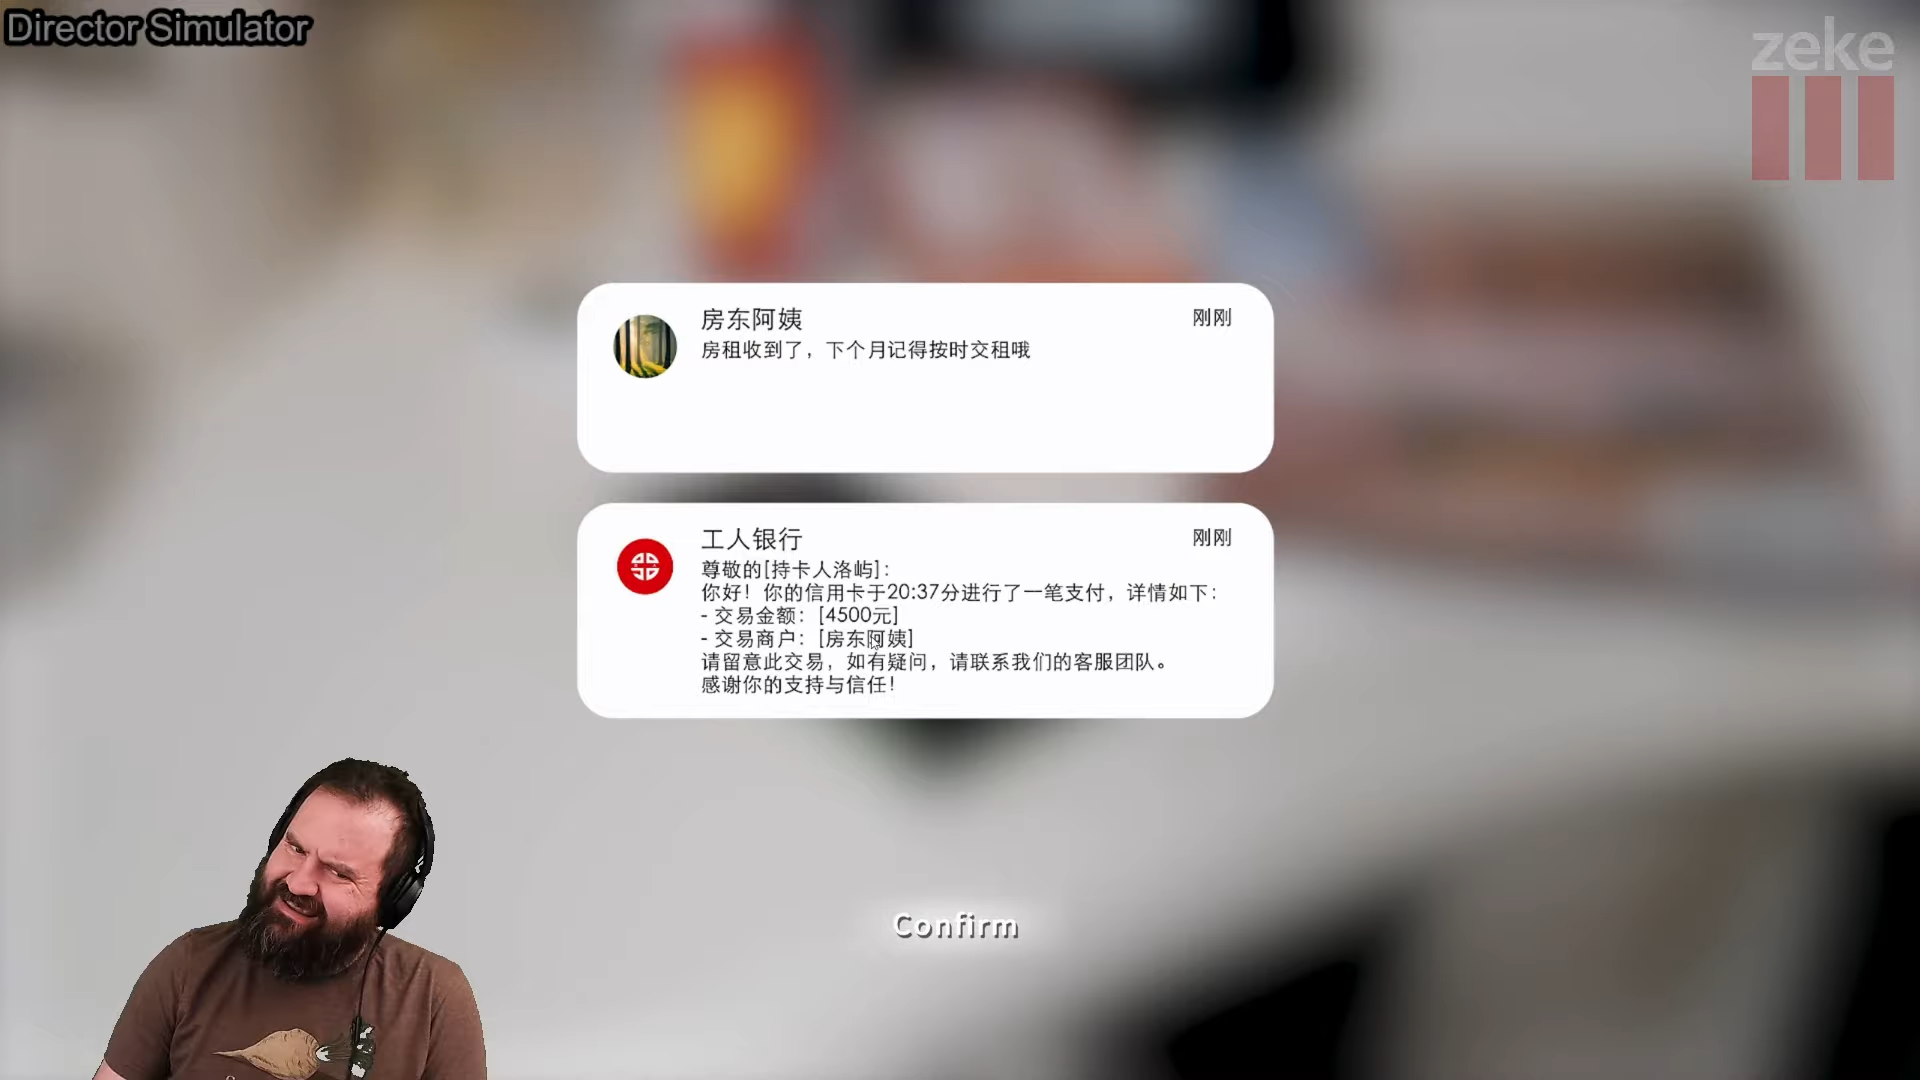 Director Simulator
zeke
房东阿姨
刚刚
房租收到了，下个月记得按时交租哦
工人银行
刚刚
尊敬的[持卡人洛屿]：
你好！你的信用卡于20:37分进行了一笔支付，详情如下：
- 交易金额：[4500元]
- 交易商户：[房东阿姨]
请留意此交易，如有疑问，请联系我们的客服团队。
感谢你的支持与信任！
Confirm